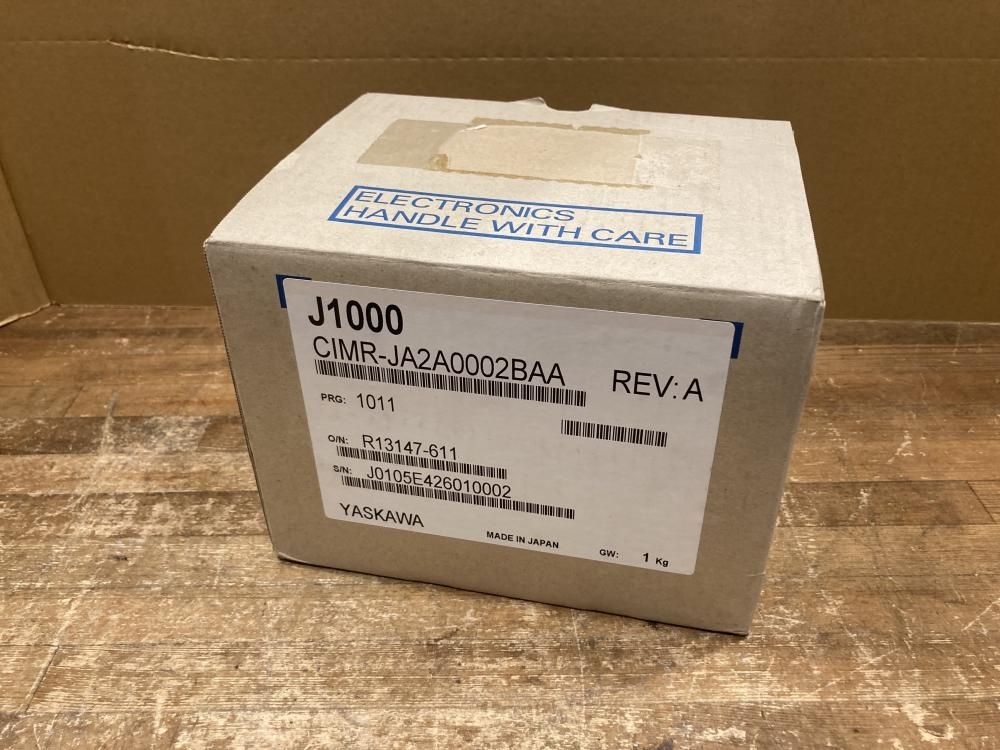 ELECTRONICS
HANDLE WITH CARE
J1000
CIMR-JA2A0002BAA
REV: A
PRG: 1011
O/N: R13147-611
S/N: J0105E426010002
YASKAWA
MADE IN JAPAN
GW: 1 Kg